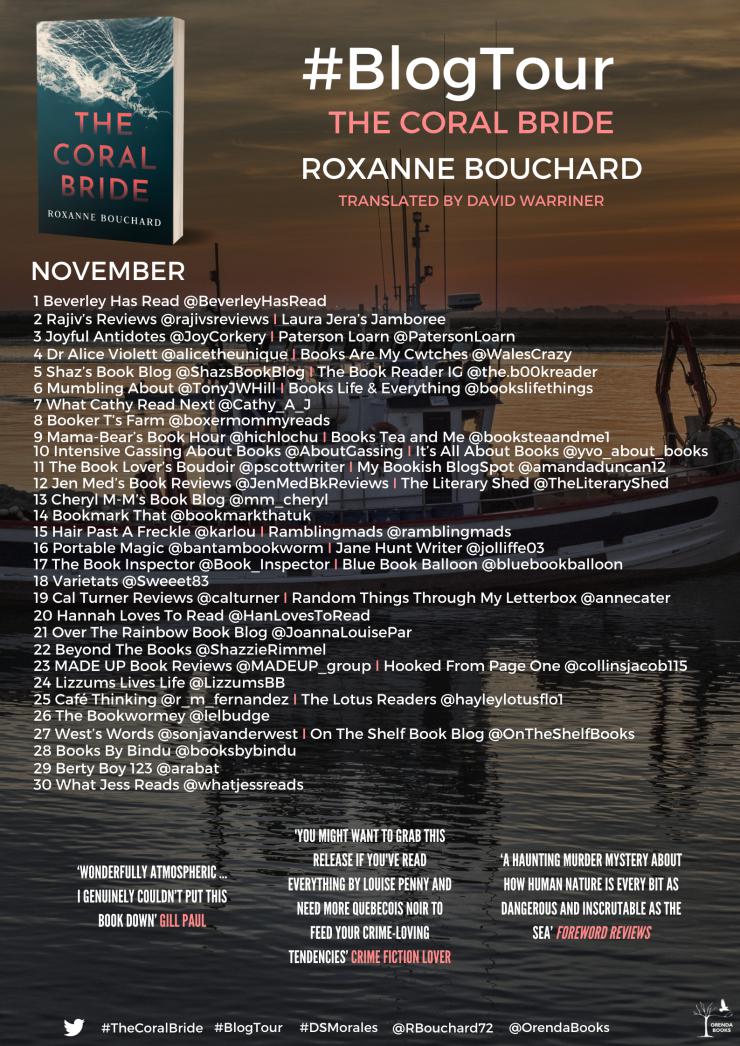 THE
CORAL
BRIDE
ROXANNE BOUCHARD
#BlogTour
THE CORAL BRIDE
ROXANNE BOUCHARD
TRANSLATED BY DAVID WARRINER
NOVEMBER
1 Beverley Has Read @BeverleyHasRead
2 Rajiv's Reviews @rajivsreviews I Laura Jera's Jamboree
3 Joyful Antidotes @JoyCorkery I Paterson Loarn @PatersonLoarn
4 Dr Alice Violett @alicetheunique I Books Are My Cwtches @WalesCrazy
5 Shaz's Book Blog @ShazsBookBlog I The Book Reader IG @the.b00kreader
6 Mumbling About @TonyJWHill I Books Life & Everything @bookslifethings
7 What Cathy Read Next @Cathy_A_J
8 Booker T's Farm @boxermommyreads
9 Mama-Bear's Book Hour @hichlochu I Books Tea and Me @booksteaandme1
10 Intensive Gassing About Books @AboutGassing I It's All About Books @yvo_about_books
11 The Book Lover's Boudoir @pscottwriter I My Bookish BlogSpot @amandaduncan12
12 Jen Med's Book Reviews @JenMedBkReviews I The Literary Shed @TheLiteraryShed
13 Cheryl M-M's Book Blog @mm_cheryl
14 Bookmark That @bookmarkthatuk
15 Hair Past A Freckle @karlou I Ramblingmads @ramblingmads
16 Portable Magic @bantambookworm I Jane Hunt Writer @jolliffe03
17 The Book Inspector @Book_Inspector I Blue Book Balloon @bluebookballoon
18 Varietats @Sweeet83
19 Cal Turner Reviews @calturner I Random Things Through My Letterbox @annecater
20 Hannah Loves To Read @HanLovesToRead
21 Over The Rainbow Book Blog @JoannaLouisePar
22 Beyond The Books @ShazzieRimmel
23 MADE UP Book Reviews @MADEUP_group I Hooked From Page One @collinsjacob115
24 Lizzums Lives Life @LizzumsBB
25 Café Thinking @r_m_fernandez I The Lotus Readers @hayleylotusflo1
26 The Bookwormey @lelbudge
27 West's Words @sonjavanderwest I On The Shelf Book Blog @OnTheShelfBooks
28 Books By Bindu @booksbybindu
29 Berty Boy 123 @arabat
30 What Jess Reads @whatjessreads
'WONDERFULLY ATMOSPHERIC ...
I GENUINELY COULDN'T PUT THIS
BOOK DOWN' GILL PAUL
'YOU MIGHT WANT TO GRAB THIS
RELEASE IF YOU'VE READ
EVERYTHING BY LOUISE PENNY AND
NEED MORE QUEBECOIS NOIR TO
FEED YOUR CRIME-LOVING
TENDENCIES' CRIME FICTION LOVER
'A HAUNTING MURDER MYSTERY ABOUT
HOW HUMAN NATURE IS EVERY BIT AS
DANGEROUS AND INSCRUTABLE AS THE
SEA' FOREWORD REVIEWS
#TheCoralBride #BlogTour #DSMorales @RBouchard72 @OrendaBooks
ORENDA
BOOKS